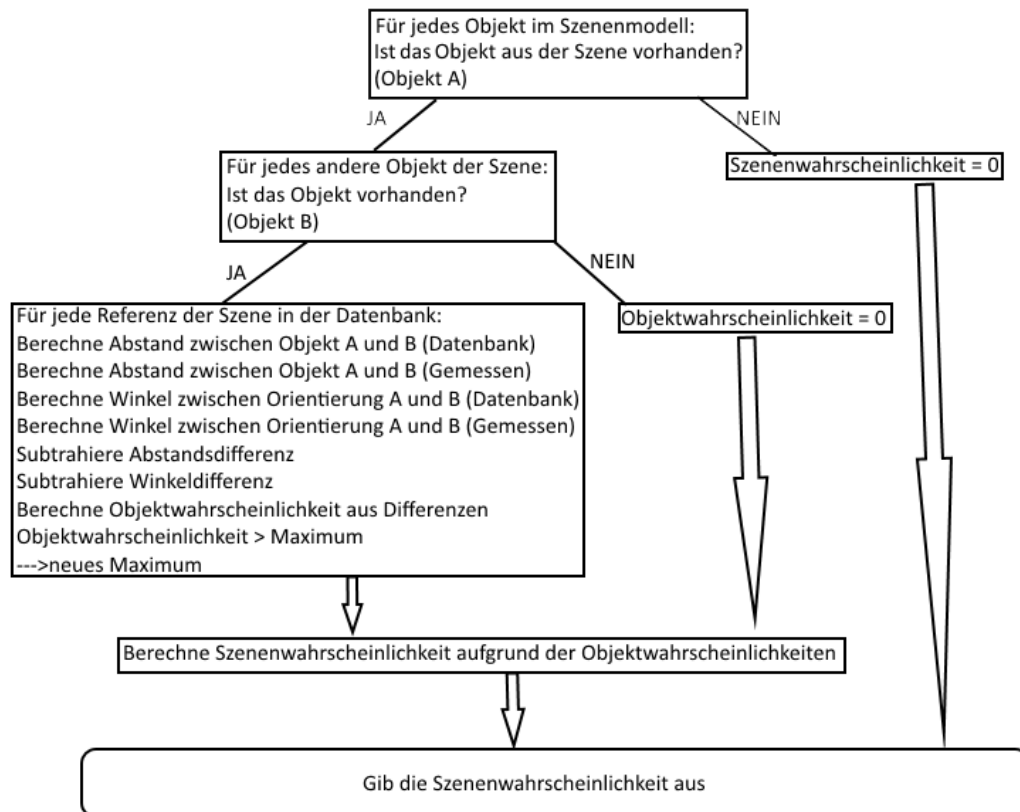 Für jedes Objekt im Szenenmodell:
Ist das Objekt aus der Szene vorhanden?
(Objekt A)
JA
NEIN
Für jedes andere Objekt der Szene:
Ist das Objekt vorhanden?
(Objekt B)
Szenenwahrscheinlichkeit = 0
JA
NEIN
Für jede Referenz der Szene in der Datenbank:
Berechne Abstand zwischen Objekt A und B (Datenbank)
Berechne Abstand zwischen Objekt A und B (Gemessen)
Berechne Winkel zwischen Orientierung A und B (Datenbank)
Berechne Winkel zwischen Orientierung A und B (Gemessen)
Subtrahiere Abstandsdifferenz
Subtrahiere Winkeldifferenz
Berechne Objektwahrscheinlichkeit aus Differenzen
Objektwahrscheinlichkeit > Maximum
--->neues Maximum
Objektwahrscheinlichkeit = 0
Berechne Szenenwahrscheinlichkeit aufgrund der Objektwahrscheinlichkeiten
Gib die Szenenwahrscheinlichkeit aus